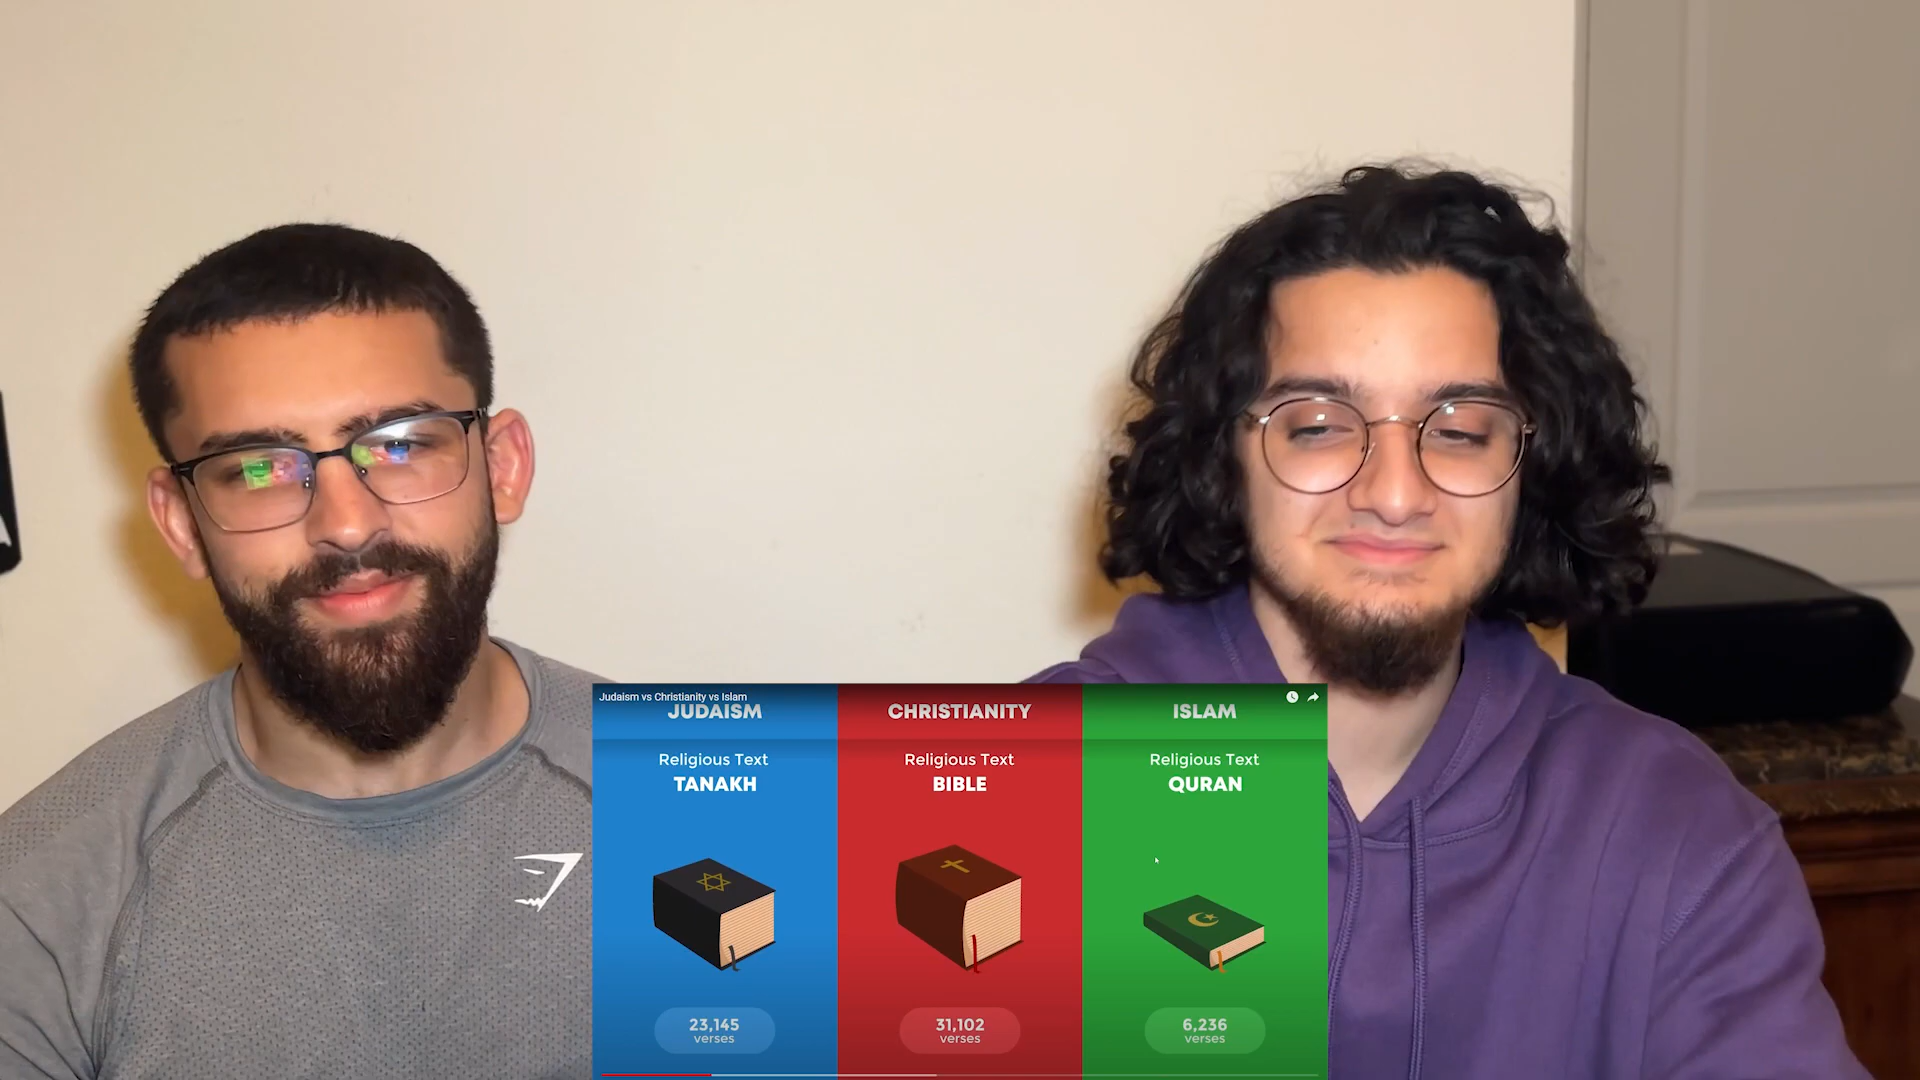 Judaism vs Christianity vs Islam
JUDAISM
CHRISTIANITY
ISLAM
Religious Text
TANAKH
Religious Text
BIBLE
Religious Text
QURAN
23,145
verses
31,102
verses
6,236
verses